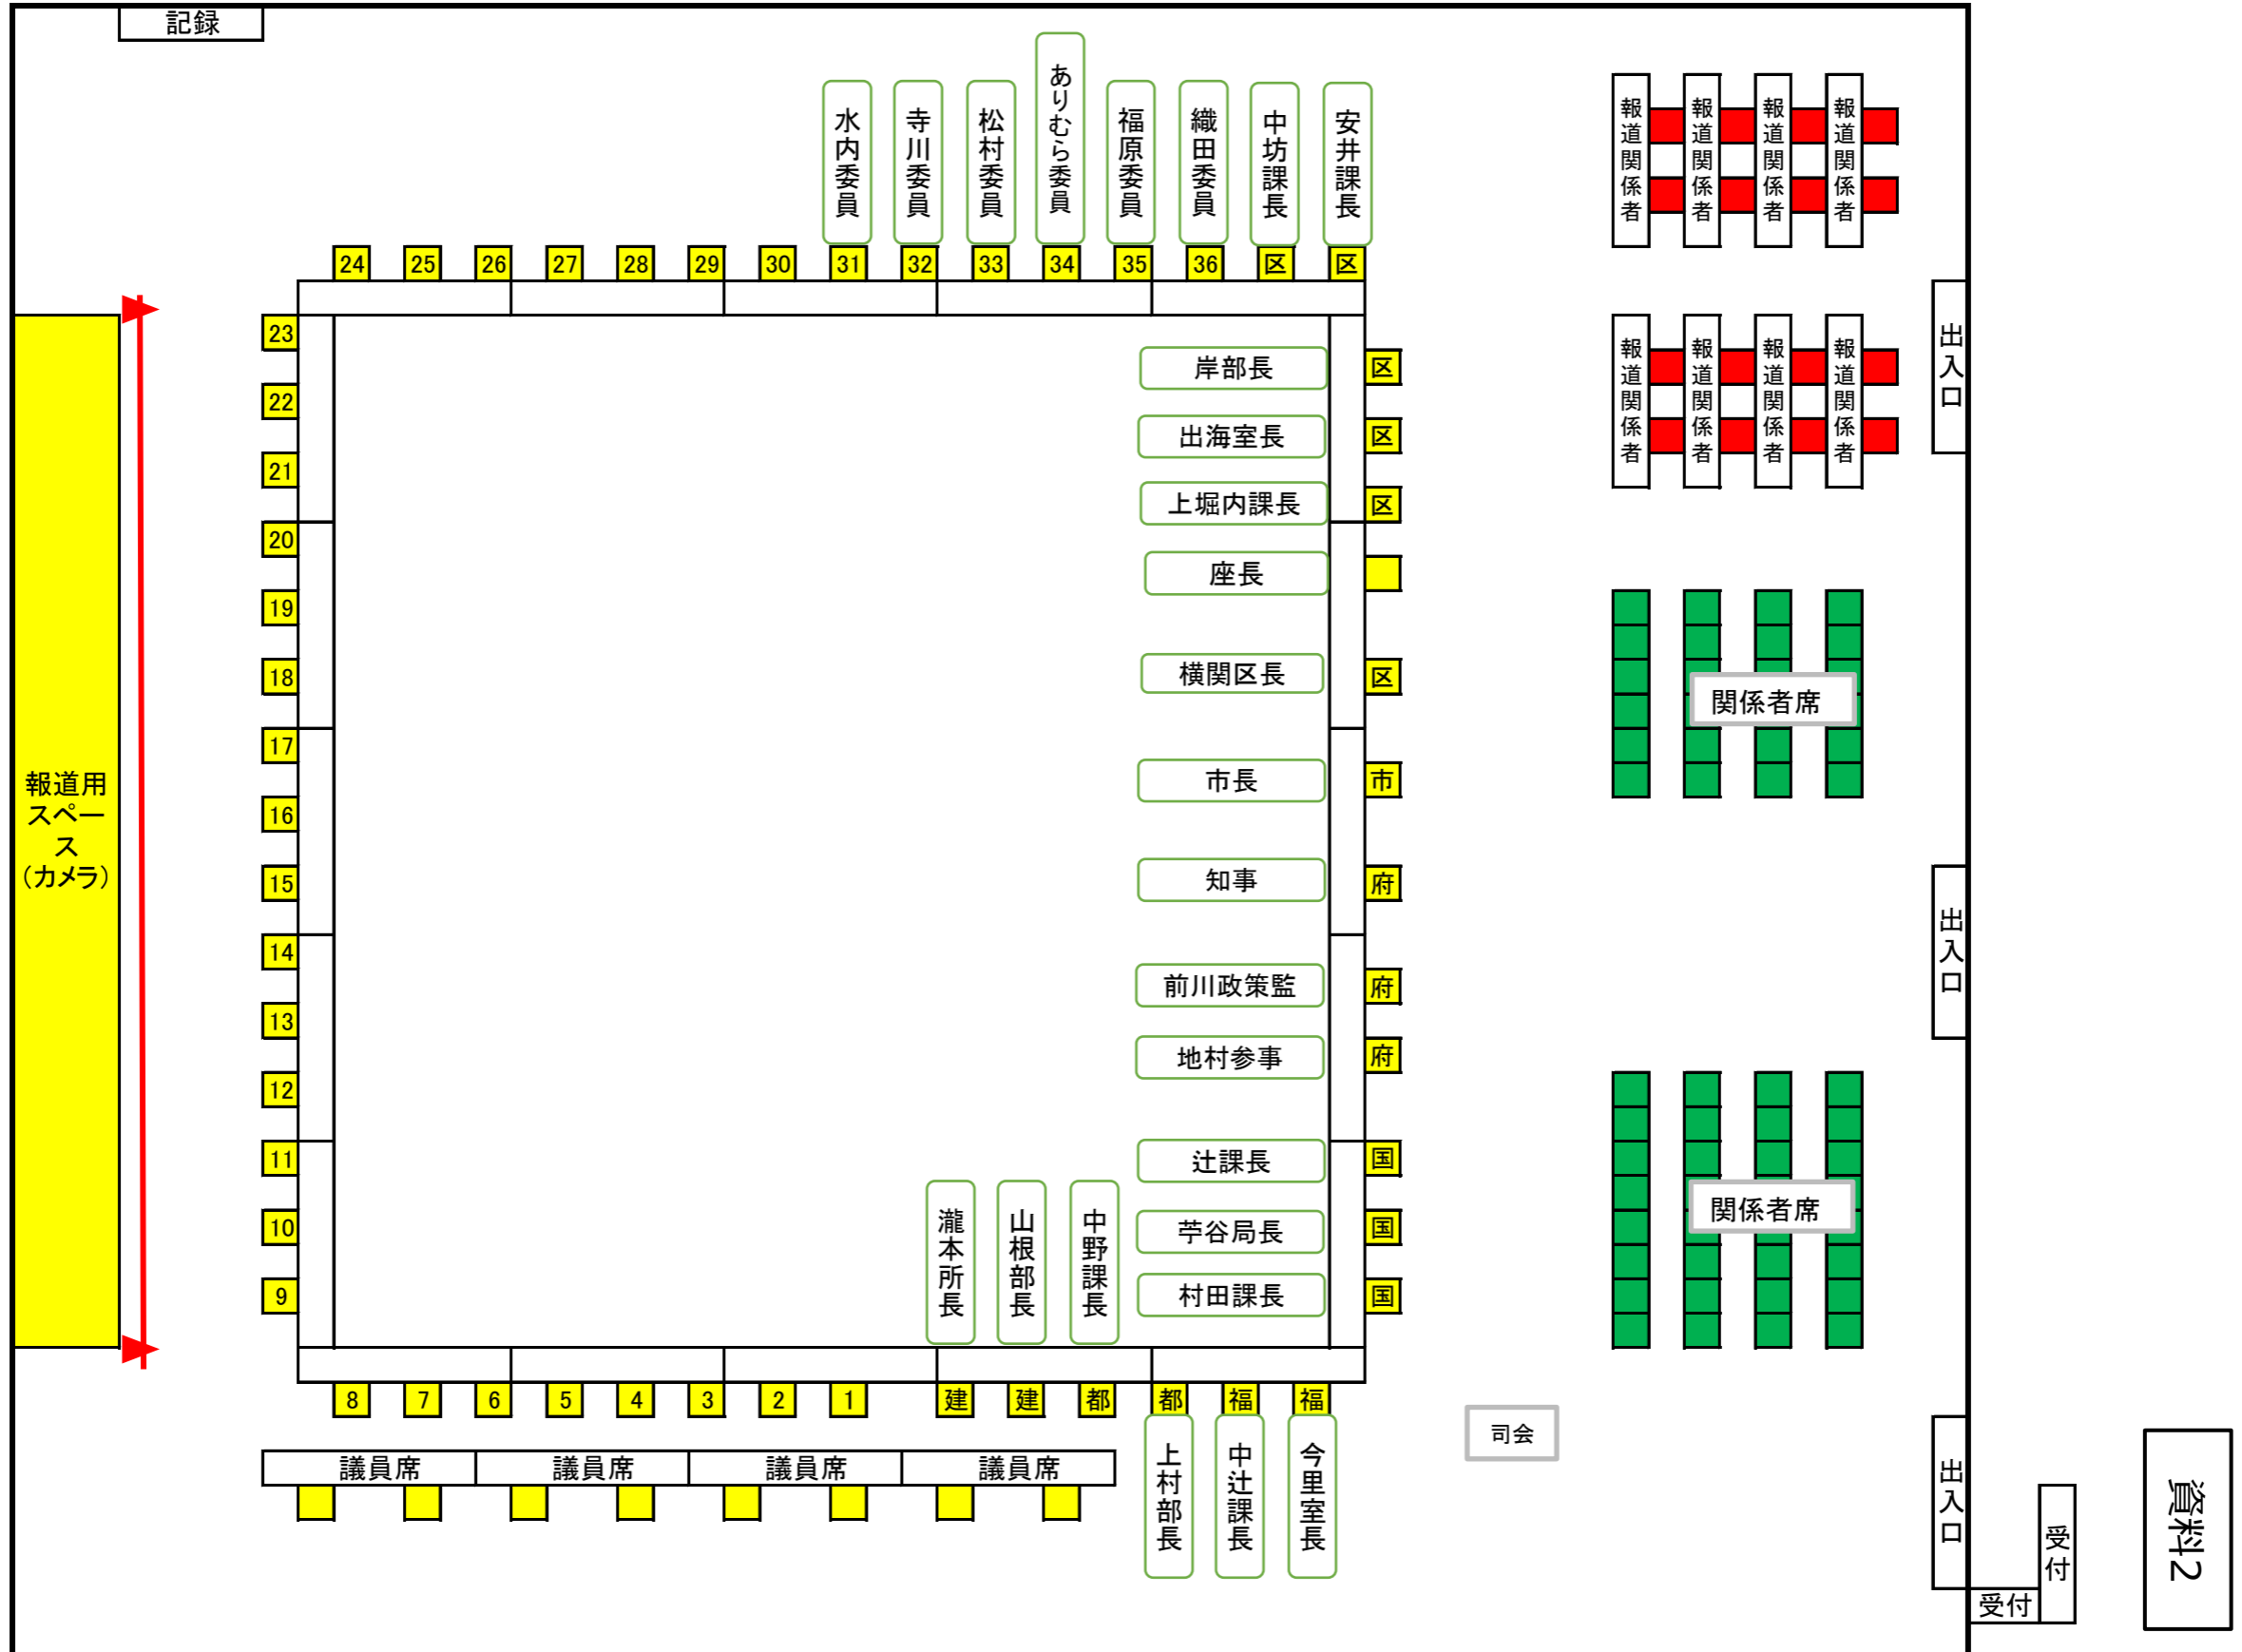 記録
水内委員
寺川委員
松村委員
ありむら委員
福原委員
織田委員
中坊課長
安井課長
報道関係者
報道関係者
報道関係者
報道関係者
24
25
26
27
28
29
30
31
32
33
34
35
36
区
区
報道関係者
報道関係者
報道関係者
報道関係者
出入口
23
22
21
20
19
18
17
16
15
14
13
12
11
10
9
報道用
スペー
ス
（カメラ）
岸部長
区
出海室長
区
上堀内課長
区
座長
横関区長
区
市長
市
知事
府
前川政策監
府
地村参事
府
辻課長
国
苧谷局長
国
村田課長
国
関係者席
出入口
関係者席
瀧本所長
山根部長
中野課長
8
7
6
5
4
3
2
1
建
建
都
都
福
福
議員席
議員席
議員席
議員席
上村部長
中辻課長
今里室長
司会
出入口
受付
受付
資料2